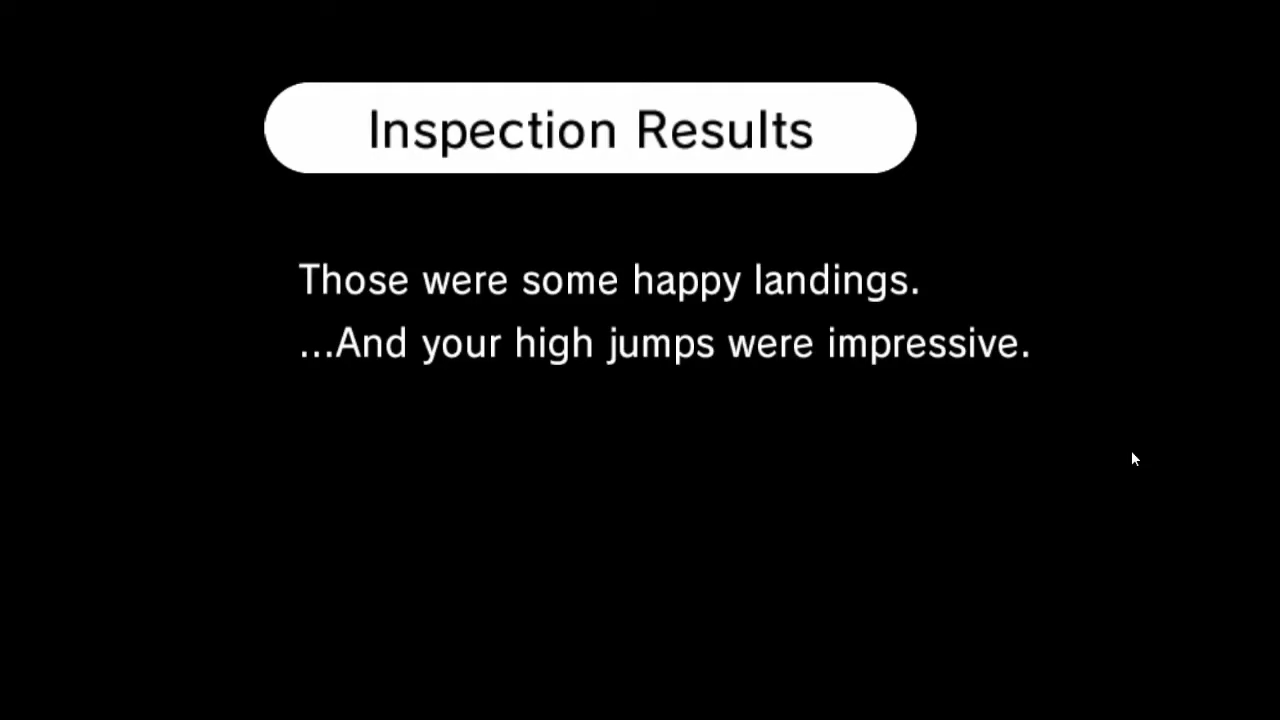 Inspection Results
Those were some happy landings.
...And your high jumps were impressive.